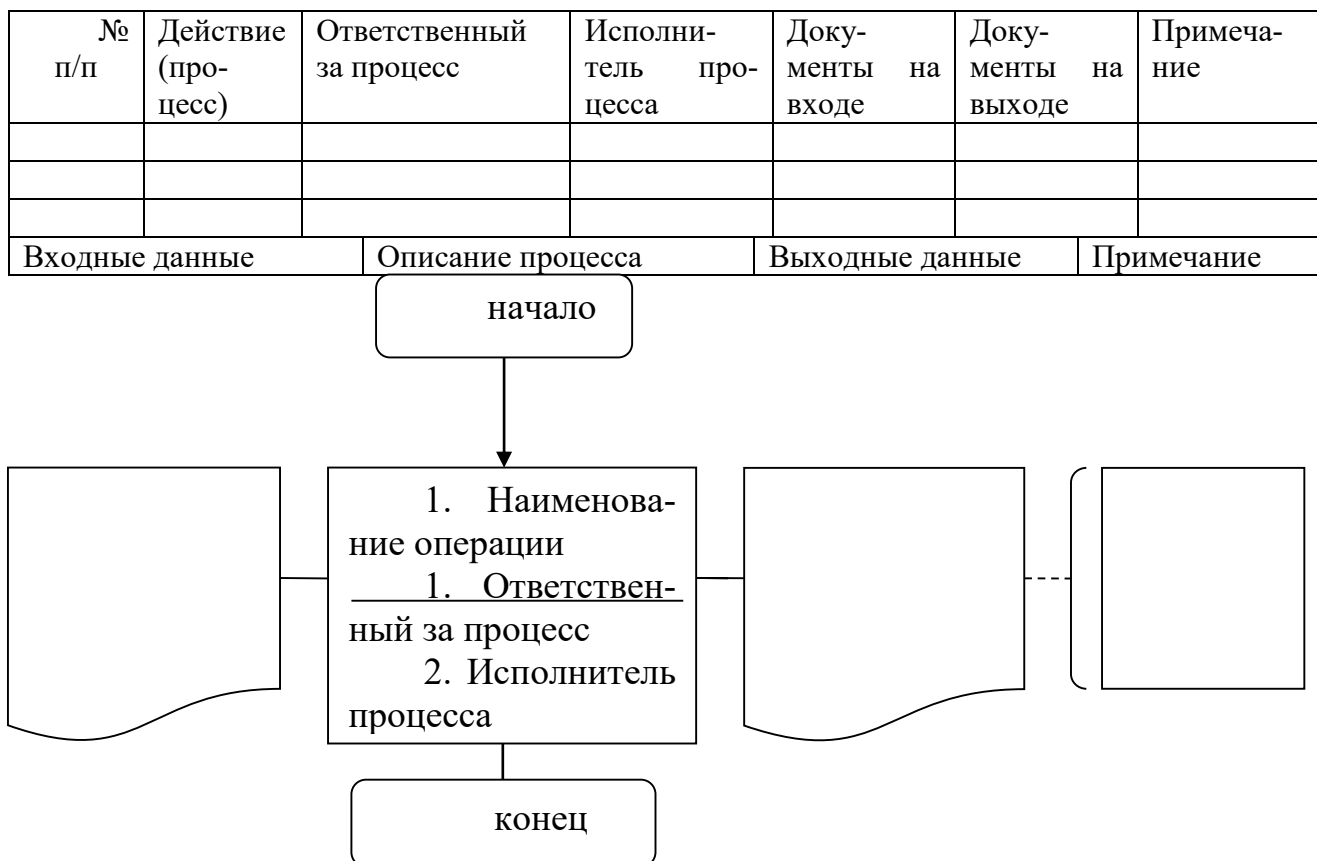 № п/п Действие (про- цесс) Ответственный за процесс Исполни- тель про- цесса Доку- менты на входе Доку- менты на выходе Примеча- ние
Входные данные Описание процесса Выходные данные Примечание
начало
1. Наименова-
ние операции
1. Ответствен-
ный за процесс
2. Исполнитель
процесса
конец